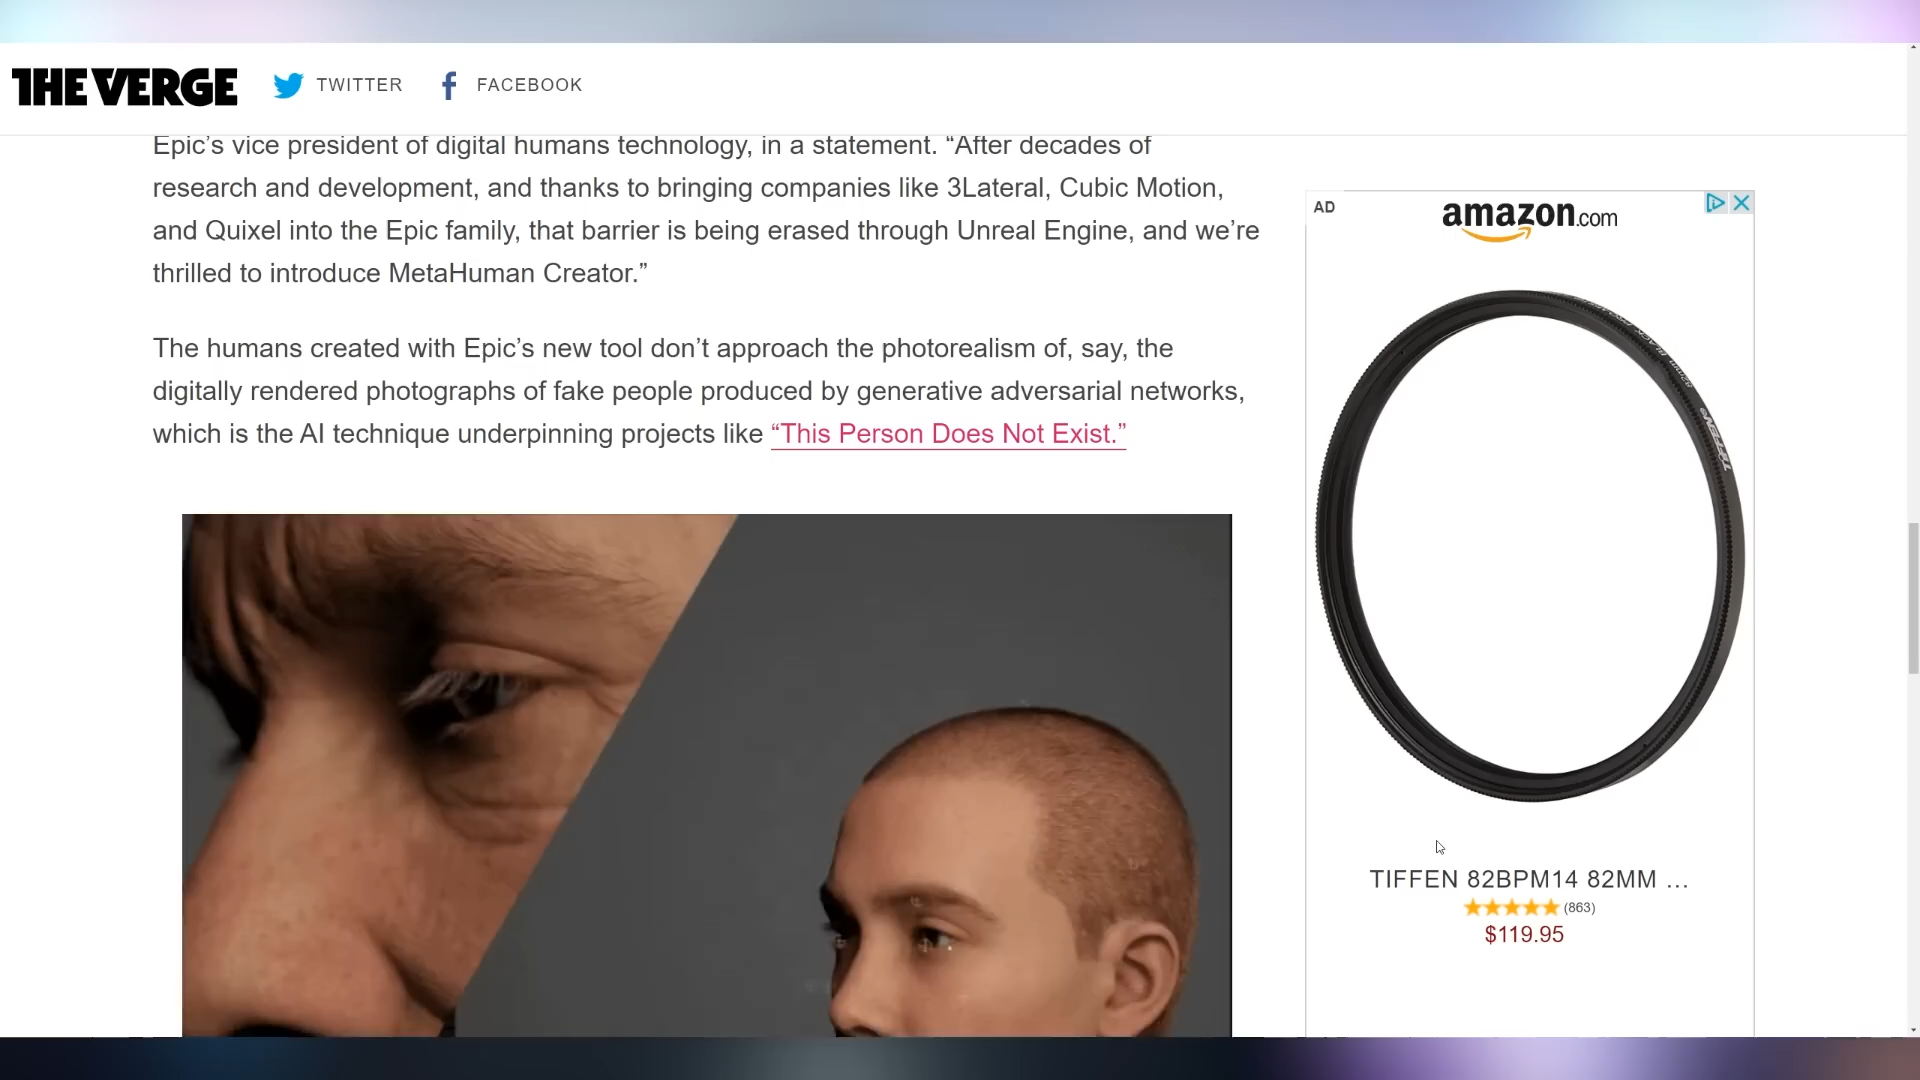 THE VERGE
TWITTER
FACEBOOK
Epic’s vice president of digital humans technology, in a statement. “After decades of
research and development, and thanks to bringing companies like 3Lateral, Cubic Motion,
and Quixel into the Epic family, that barrier is being erased through Unreal Engine, and we’re
thrilled to introduce MetaHuman Creator.”
The humans created with Epic’s new tool don’t approach the photorealism of, say, the
digitally rendered photographs of fake people produced by generative adversarial networks,
which is the AI technique underpinning projects like “This Person Does Not Exist.”
AD
amazon.com
TIFFEN
TIFFEN 82BPM14 82MM ...
(863)
$119.95